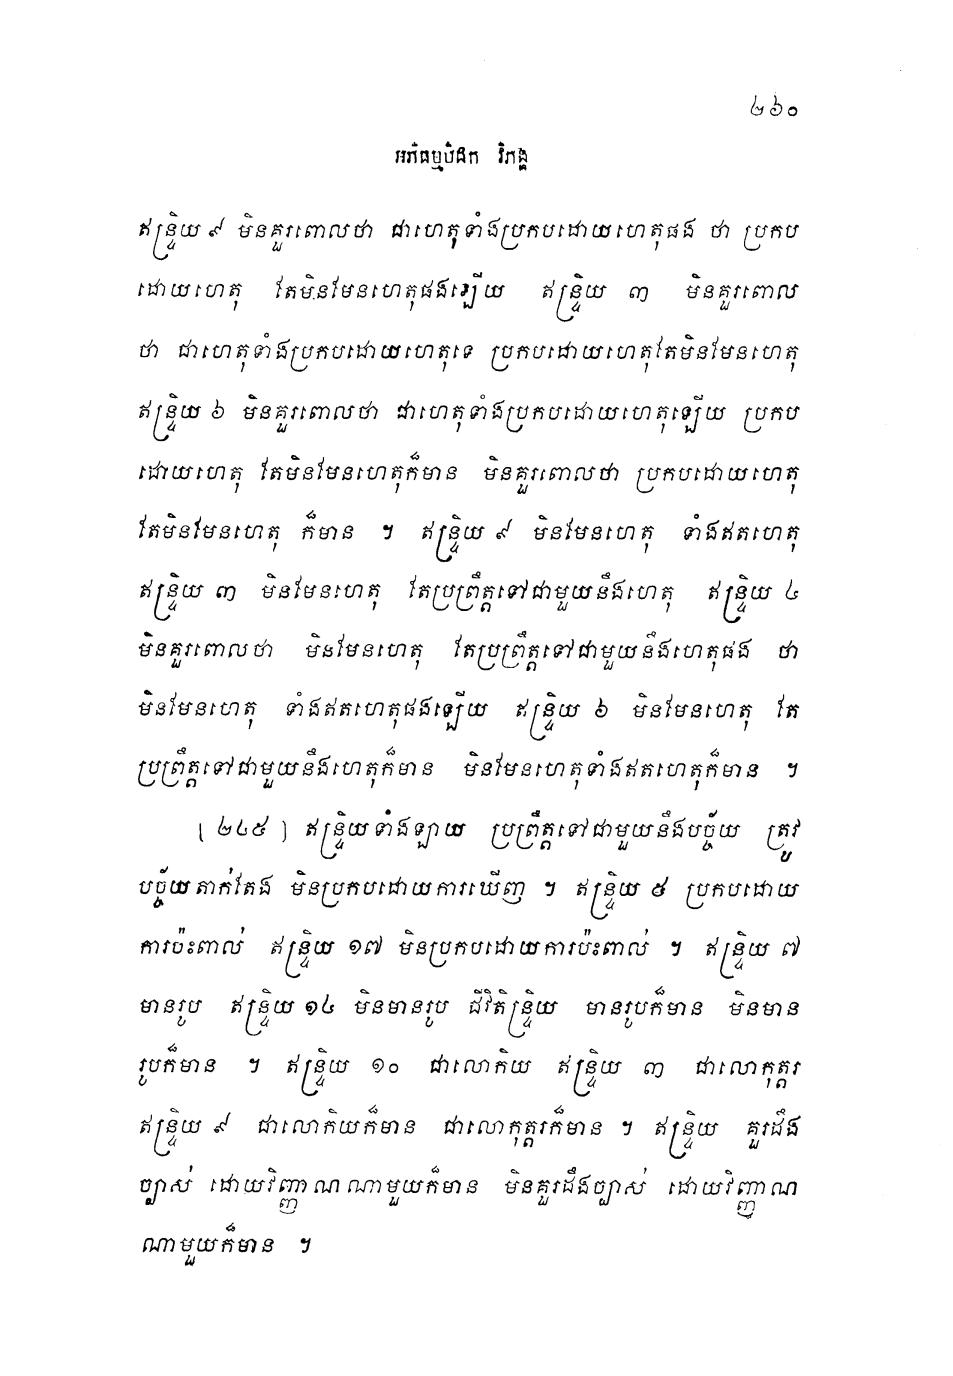 ២៦០
អភិធម្មបិដក វិភង្គ
ឥន្ទ្រិយ ៩ មិនគួរពោលថា ជាហេតុទាំងប្រកបដោយហេតុផង ថា ប្រកប
ដោយហេតុ តែមិនមែនហេតុផងឡើយ ឥន្ទ្រិយ ៣ មិនគួរពោល
ថា ជាហេតុទាំងប្រកបដោយហេតុទេ ប្រកបដោយហេតុតែមិនមែនហេតុ
ឥន្ទ្រិយ ៦ មិនគួរពោលថា ជាហេតុទាំងប្រកបដោយហេតុឡើយ ប្រកប
ដោយហេតុ តែមិនមែនហេតុក៏មាន មិនគួរពោលថា ប្រកបដោយហេតុ
តែមិនមែនហេតុ ក៏មាន ។ ឥន្ទ្រិយ ៩ មិនមែនហេតុ ទាំងឥតហេតុ
ឥន្ទ្រិយ ៣ មិនមែនហេតុ តែប្រព្រឹត្តទៅជាមួយនឹងហេតុ ឥន្ទ្រិយ ៤
មិនគួរពោលថា មិនមែនហេតុ តែប្រព្រឹត្តទៅជាមួយនឹងហេតុផង ថា
មិនមែនហេតុ ទាំងឥតហេតុផងឡើយ ឥន្ទ្រិយ ៦ មិនមែនហេតុ តែ
ប្រព្រឹត្តទៅជាមួយនឹងហេតុក៏មាន មិនមែនហេតុទាំងឥតហេតុក៏មាន ។
[ ២៤៥ ] ឥន្ទ្រិយទាំងឡាយ ប្រព្រឹត្តទៅជាមួយនឹងបច្ច័យ ត្រូវ
បច្ច័យតាក់តែង មិនប្រកបដោយការឃើញ ។ ឥន្ទ្រិយ ៥ ប្រកបដោយ
ការប៉ះពាល់ ឥន្ទ្រិយ ១៧ មិនប្រកបដោយការប៉ះពាល់ ។ ឥន្ទ្រិយ ៧
មានរូប ឥន្ទ្រិយ ១៤ មិនមានរូប ជីវិតិន្ទ្រិយ មានរូបក៏មាន មិនមាន
រូបក៏មាន ។ ឥន្ទ្រិយ ១០ ជាលោកិយ ឥន្ទ្រិយ ៣ ជាលោកុត្តរ
ឥន្ទ្រិយ ៩ ជាលោកិយក៏មាន ជាលោកុត្តរក៏មាន ។ ឥន្ទ្រិយ គួរដឹង
ច្បាស់ ដោយវិញ្ញាណណាមួយក៏មាន មិនគួរដឹងច្បាស់ ដោយវិញ្ញាណ
ណាមួយក៏មាន ។